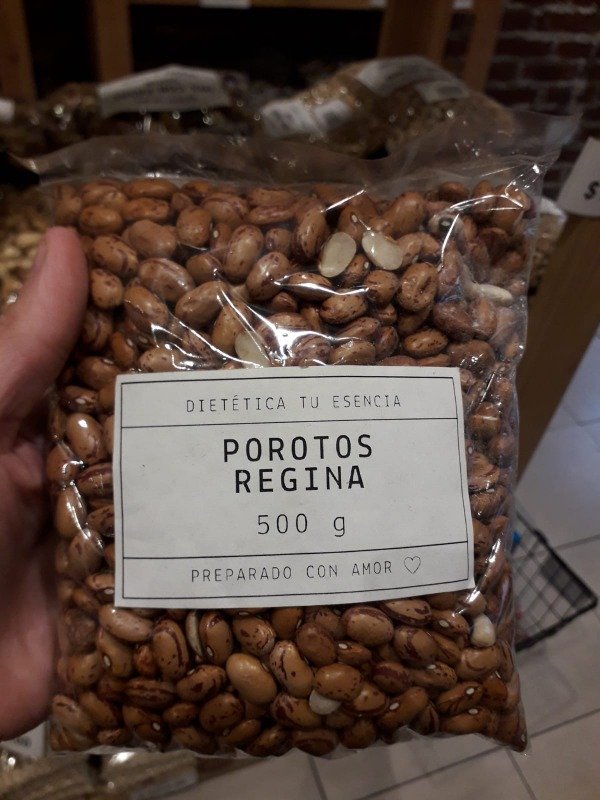 DIETÉTICA TU ESENCIA
POROTOS
REGINA
500 g
PREPARADO CON AMOR ♡
$